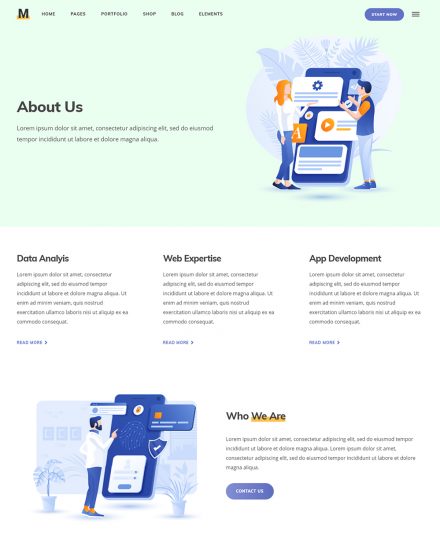 M HOME PAGES PORTFOLIO SHOP BLOG ELEMENTS START NOW
About Us
Lorem ipsum dolor sit amet, consectetur adipiscing elit, sed do eiusmod
tempor incididunt ut labore et dolore magna aliqua.
A
Data Analyis
Lorem ipsum dolor sit amet, consectetur
adipiscing elit, sed do eiusmod tempor
incididunt ut labore et dolore magna aliqua. Ut
enim ad minim veniam, quis nostrud
exercitation ullamco laboris nisi ut aliquip ex ea
commodo consequat.
READ MORE
Web Expertise
Lorem ipsum dolor sit amet, consectetur
adipiscing elit, sed do eiusmod tempor
incididunt ut labore et dolore magna aliqua. Ut
enim ad minim veniam, quis nostrud
exercitation ullamco laboris nisi ut aliquip ex ea
commodo consequat.
READ MORE
App Development
Lorem ipsum dolor sit amet, consectetur
adipiscing elit, sed do eiusmod tempor
incididunt ut labore et dolore magna aliqua. Ut
enim ad minim veniam, quis nostrud
exercitation ullamco laboris nisi ut aliquip ex ea
commodo consequat.
READ MORE
Who We Are
Lorem ipsum dolor sit amet, consectetur adipiscing elit, sed do
eiusmod tempor incididunt ut labore et dolore magna aliqua. Lorem ipsum dolor sit amet, consectetur
adipiscing elit, sed do eiusmod tempor incididunt ut labore et dolore
magna aliqua.
CONTACT US